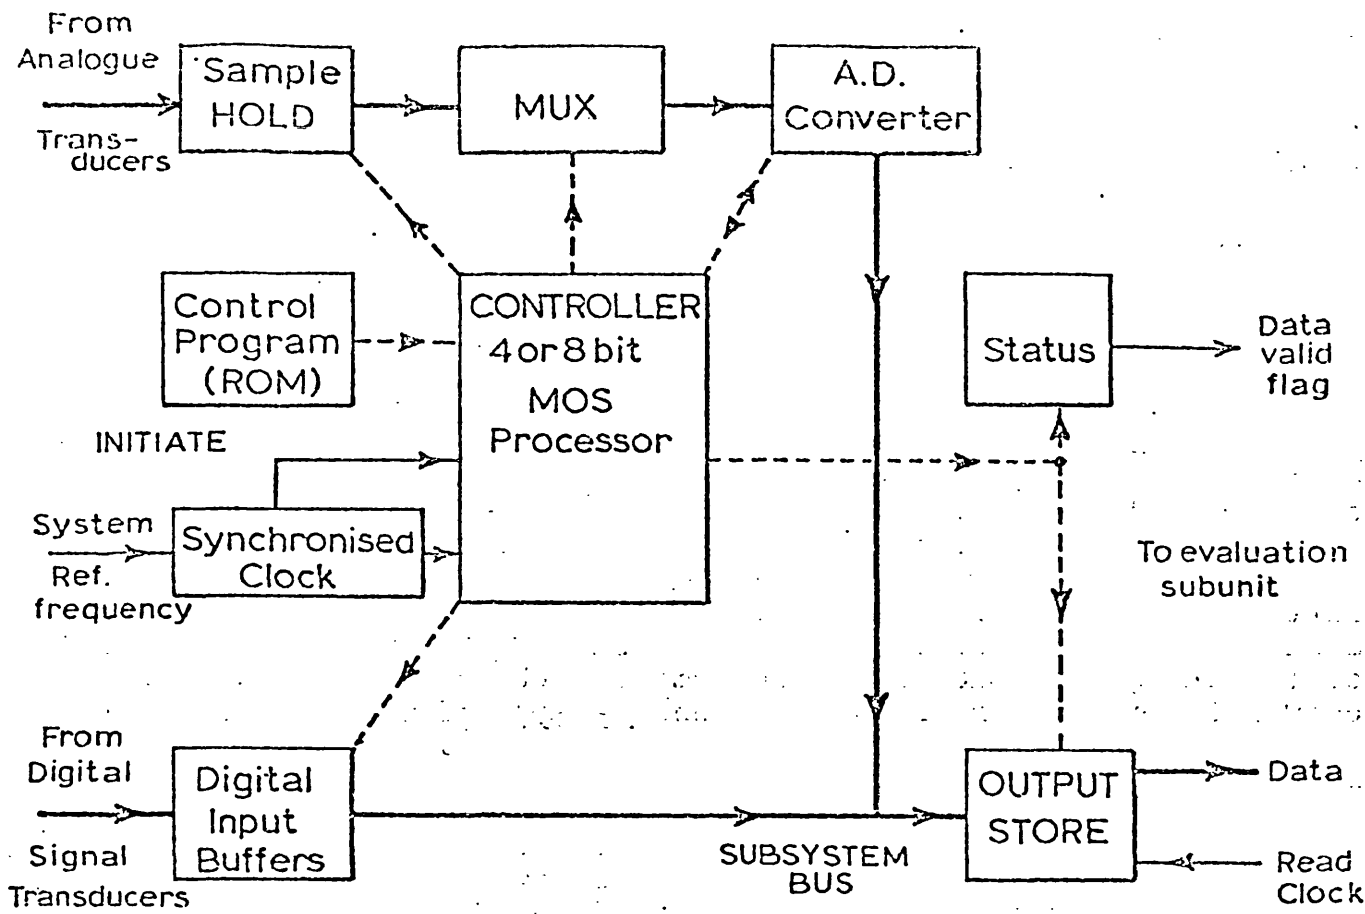 From
Analogue
Trans-
ducers
Sample
HOLD
MUX
A.D.
Converter
Control
Program
(ROM)
CONTROLLER
4 or 8 bit
MOS
Processor
Status
Data
valid
flag
INITIATE
System
Ref.
frequency
Synchronised
Clock
To evaluation
subunit
From
Digital
Signal
Transducers
Digital
Input
Buffers
SUBSYSTEM
BUS
OUTPUT
STORE
Data
Read
Clock